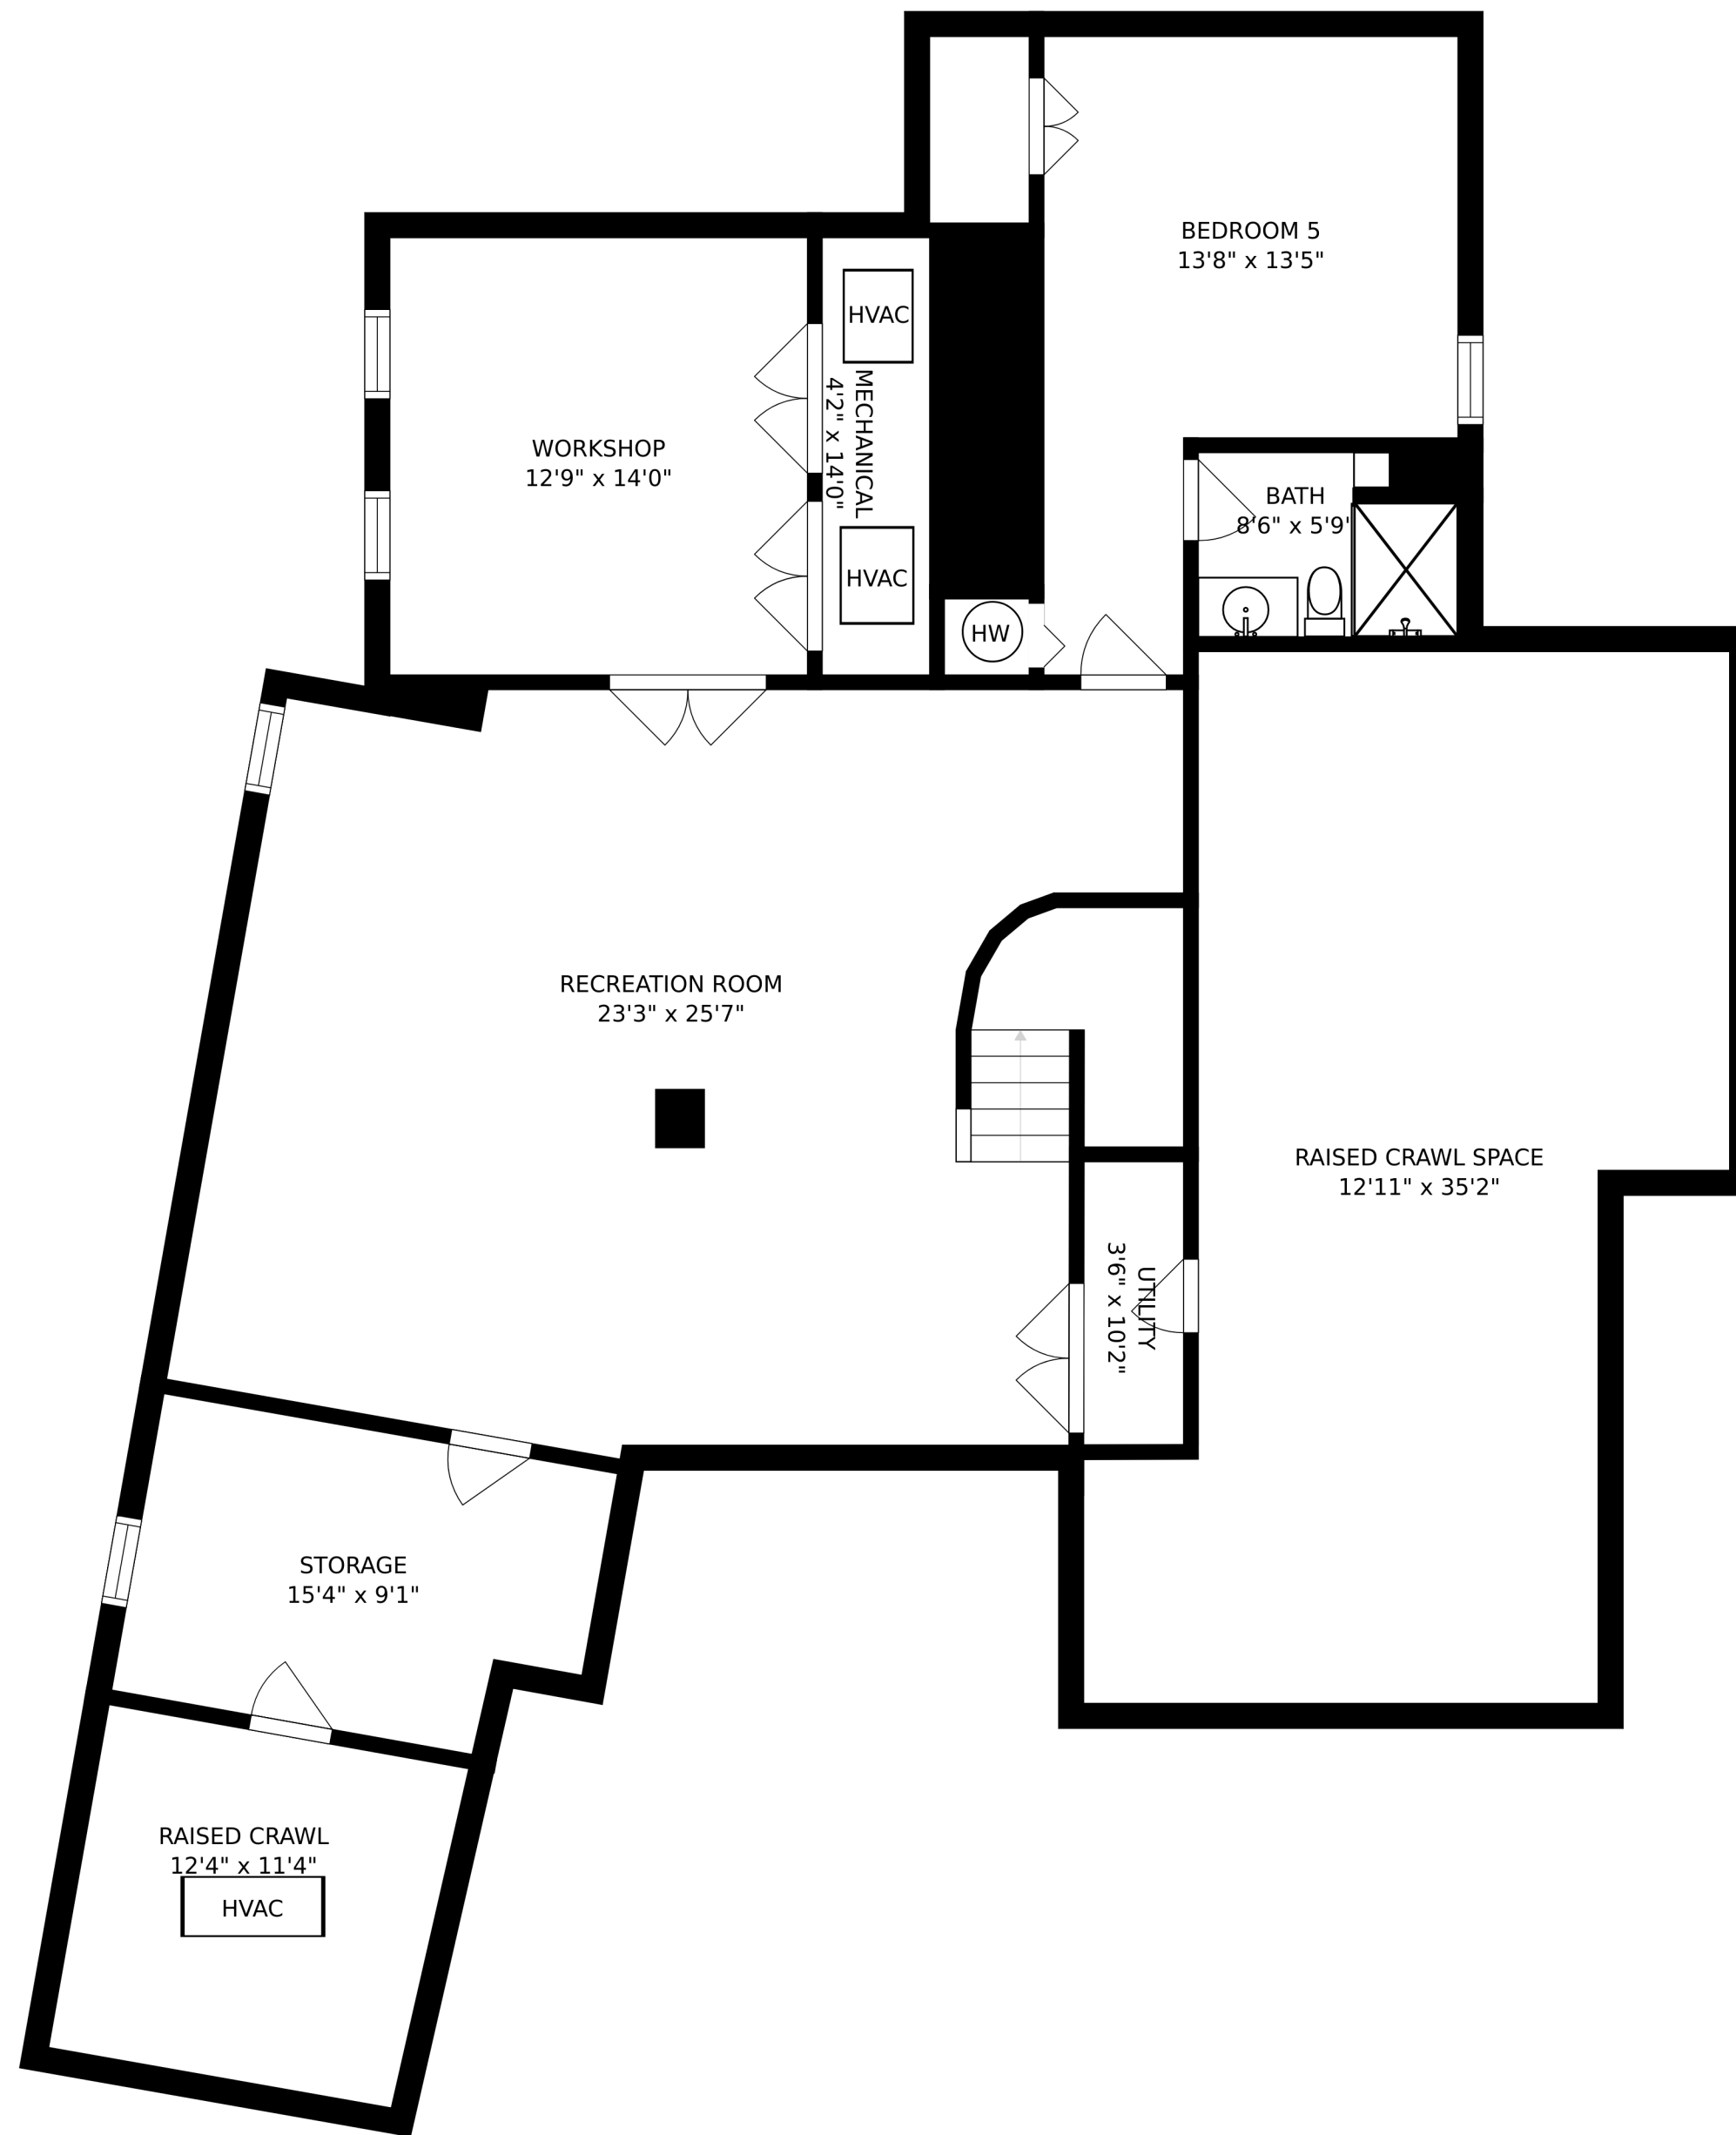 BEDROOM 5
13'8" x 13'5"
HVAC
MECHANICAL
4'2" x 14'0"
WORKSHOP
12'9" x 14'0"
BATH
8'6" x 5'9'
HVAC
HW
RECREATION ROOM
23'3" x 25'7"
RAISED CRAWL SPACE
12'11" x 35'2"
UTILITY
3'6" x 10'2"
STORAGE
15'4" x 9'1"
RAISED CRAWL
12'4" x 11'4"
HVAC